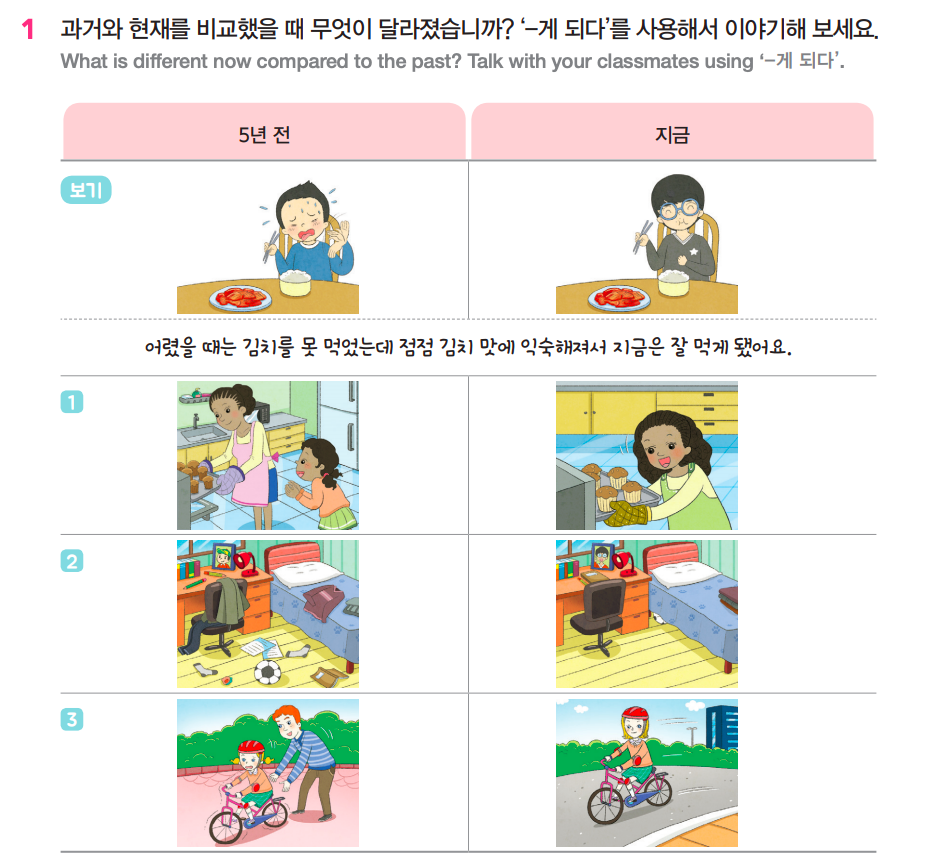 1 과거와 현재를 비교했을 때 무엇이 달라졌습니까? ‘–게 되다’를 사용해서 이야기해 보세요.
What is different now compared to the past? Talk with your classmates using ‘–게 되다’.
5년 전 지금
보기
어렸을 때는 김치를 못 먹었는데 점점 김치 맛에 익숙해져서 지금은 잘 먹게 됐어요.
1
2
3